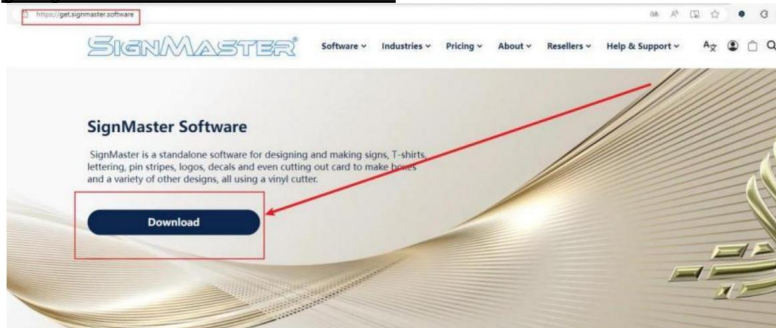 https://get.signmaster.software
SIGNMASTER®
Software
Industries
Pricing
About
Resellers
Help & Support
SignMaster Software
SignMaster is a standalone software for designing and making signs, T-shirts,
lettering, pin stripes, logos, decals and even cutting out card to make boxes
and a variety of other designs, all using a vinyl cutter.
Download